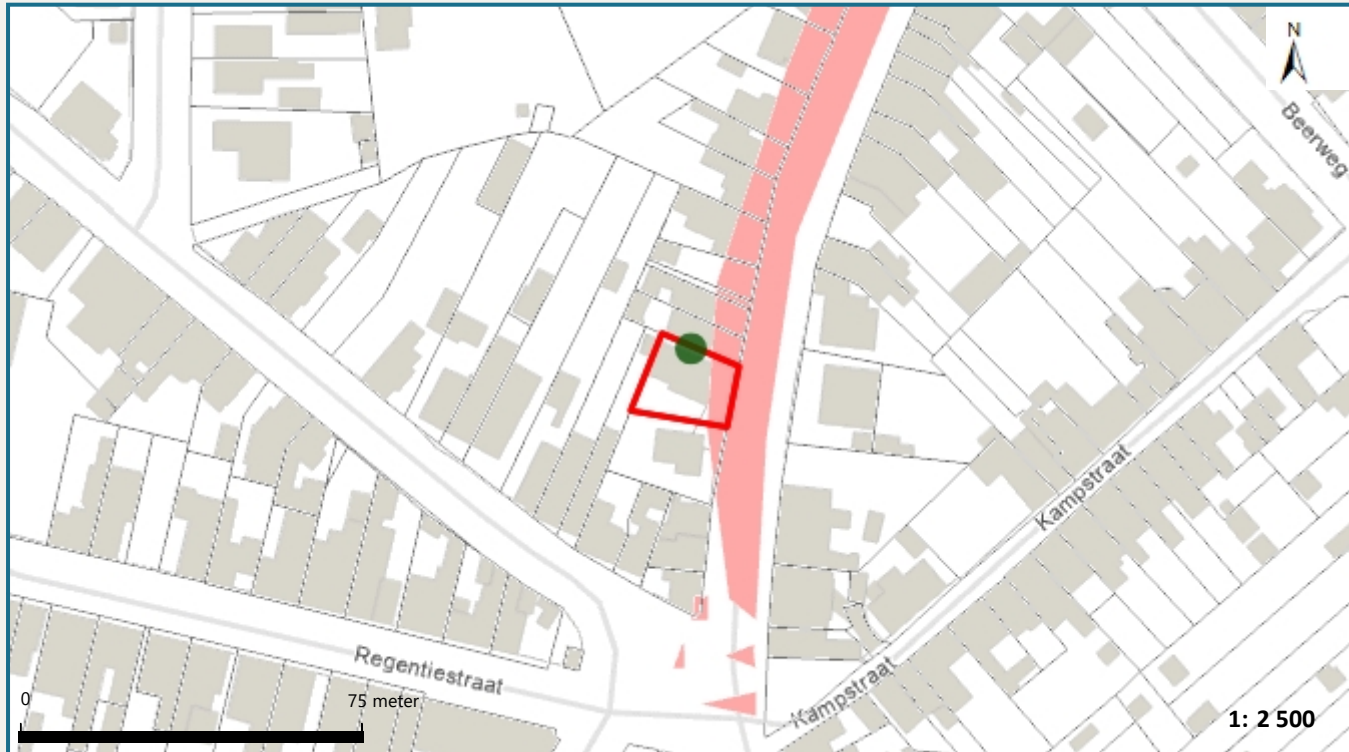 N
Beerweg
Kampstraat
Regentiestraat
Kampstraat
0 75 meter
1: 2 500